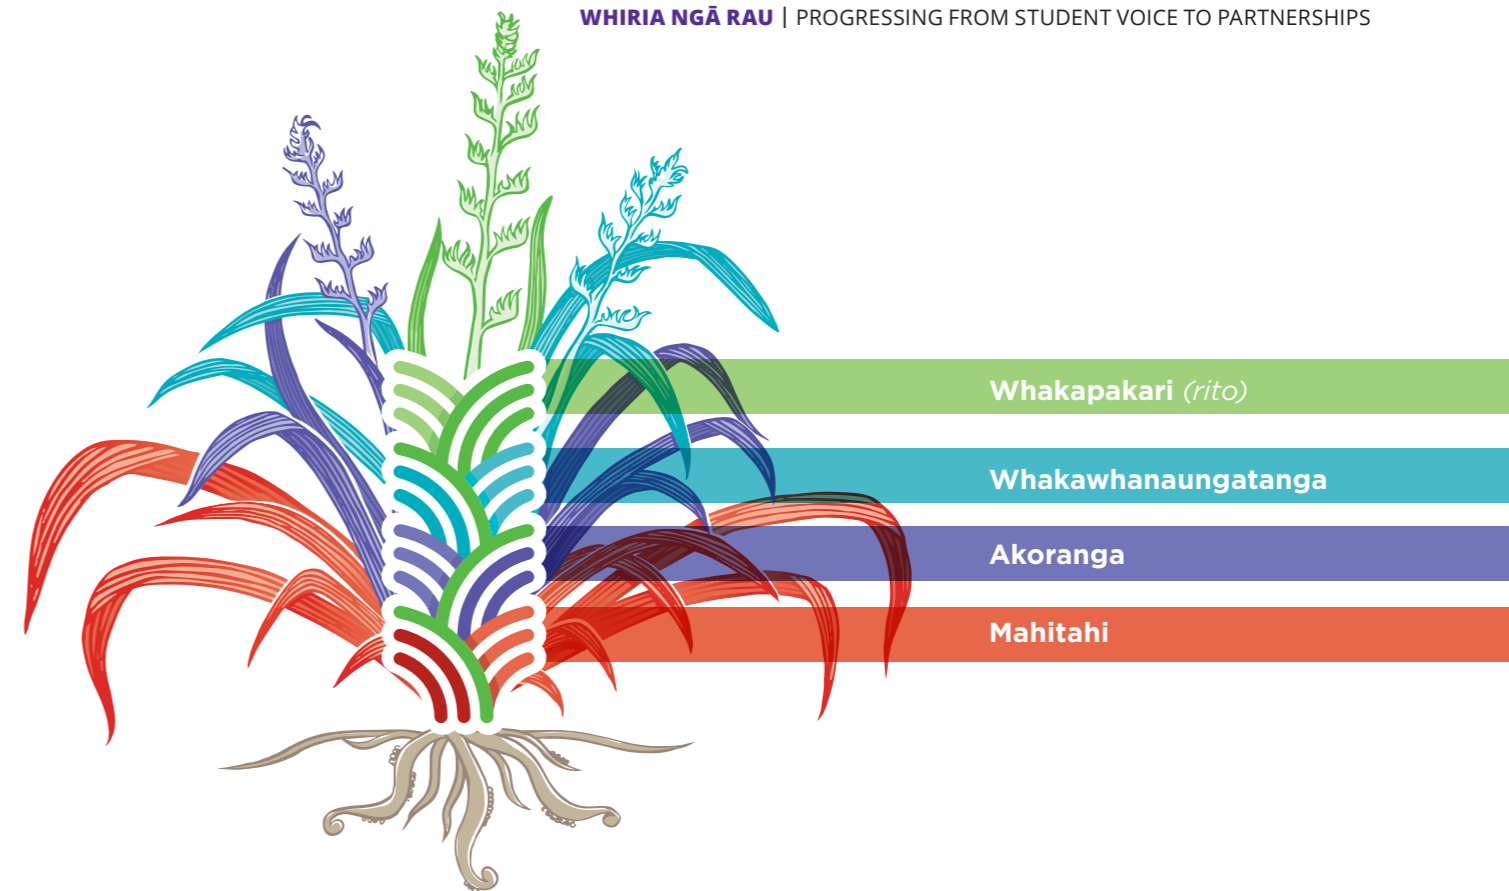 WHIRIA NGĀ RAU | PROGRESSING FROM STUDENT VOICE TO PARTNERSHIPS
Whakapakari (rito)
Whakawhanaungatanga
Akoranga
Mahitahi